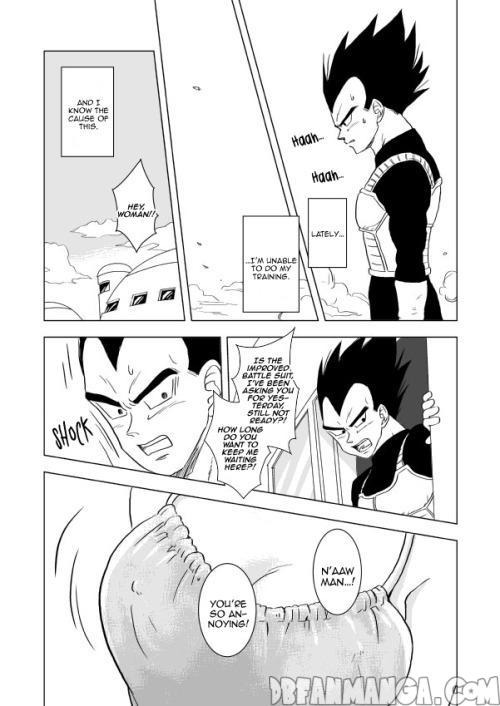 Haah...
Haah...
LATELY...
...I'M UNABLE
TO DO MY
TRAINING.
AND I
KNOW THE
CAUSE OF
THIS.
HEY,
WOMAN!!
IS THE
IMPROVED
BATTLE SUIT,
I'VE BEEN
ASKING YOU
FOR YES-
TERDAY,
STILL NOT
READY?!
HOW LONG
DO YOU
WANT TO
KEEP ME
WAITING
HERE?!
SHOCK
N'AAW
MAN...!
YOU'RE
SO AN-
NOYING!
DBFANMANGA.COM